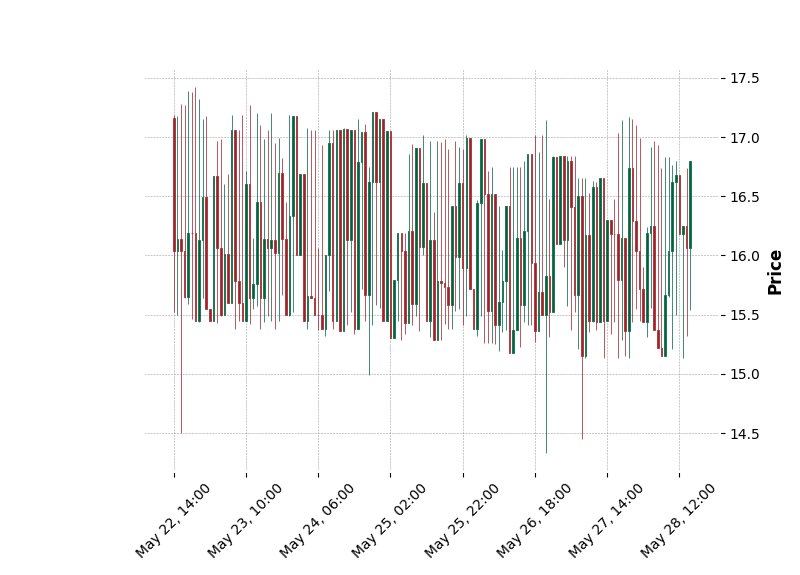 17.5
17.0
16.5
16.0
15.5
15.0
14.5
Price
May 22, 14:00
May 23, 10:00
May 24, 06:00
May 25, 02:00
May 25, 22:00
May 26, 18:00
May 27, 14:00
May 28, 12:00